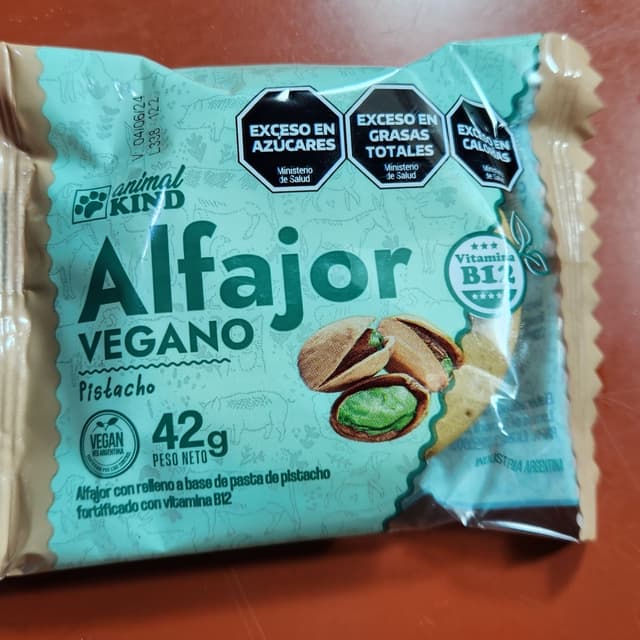 V: 04/06/24
L 338 122
EXCESO EN
AZÚCARES
Ministerio
de Salud
EXCESO EN
GRASAS
TOTALES
Ministerio
de Salud
EXCESO EN
CALORÍAS
animal
KIND
Alfajor
VEGANO
Pistacho
Vitamina
B12
VEGAN
42g
PESO NETO
Alfajor con relleno a base de pasta de pistacho
fortificado con vitamina B12
INDUSTRIA ARGENTINA